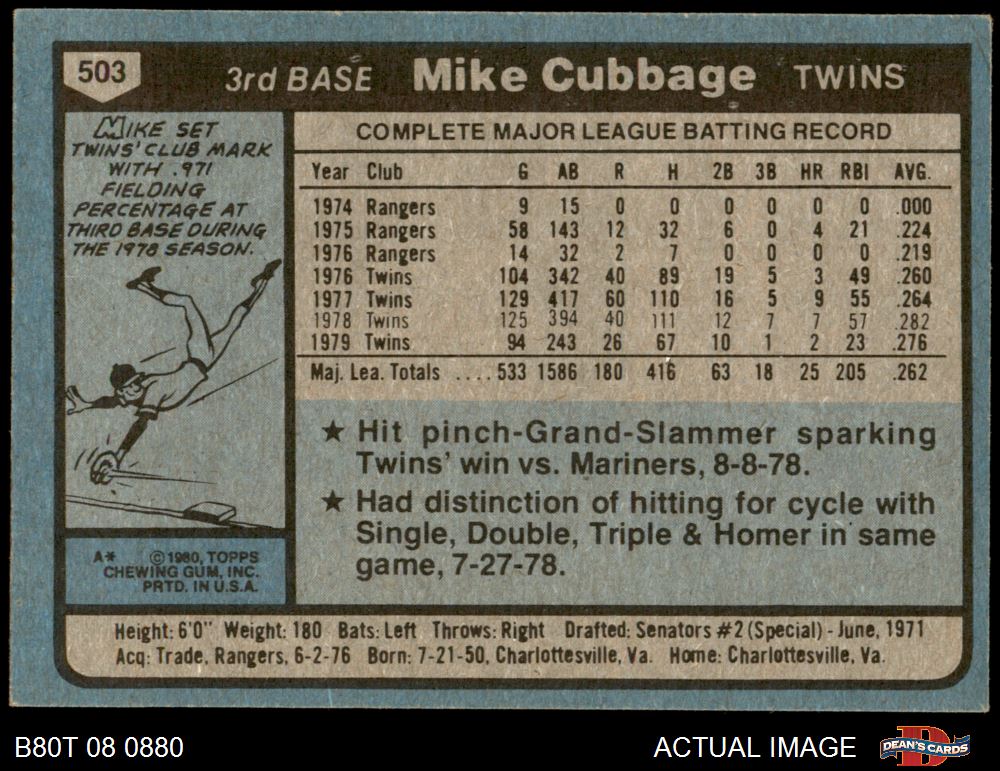 503 3rd BASE Mike Cubbage TWINS
MIKE SET
TWINS' CLUB MARK
WITH .971
FIELDING
PERCENTAGE AT
THIRD BASE DURING
THE 1978 SEASON.
COMPLETE MAJOR LEAGUE BATTING RECORD
Year Club G AB R H 2B 3B HR RBI AVG.
1974 Rangers 9 15 0 0 0 0 0 0 .000
1975 Rangers 58 143 12 32 6 0 4 21 .224
1976 Rangers 14 32 2 7 0 0 0 0 .219
1976 Twins 104 342 40 89 19 5 3 49 .260
1977 Twins 129 417 60 110 16 5 9 55 .264
1978 Twins 125 394 40 111 12 7 7 57 .282
1979 Twins 94 243 26 67 10 1 2 23 .276
Maj. Lea. Totals ....533 1586 180 416 63 18 25 205 .262
★ Hit pinch-Grand-Slammer sparking
Twins' win vs. Mariners, 8-8-78.
★ Had distinction of hitting for cycle with
Single, Double, Triple & Homer in same
game, 7-27-78.
A* © 1980, TOPPS
CHEWING GUM, INC.
PRTD. IN U.S.A.
Height: 6'0" Weight: 180 Bats: Left Throws: Right Drafted: Senators #2 (Special) - June, 1971
Acq: Trade, Rangers, 6-2-76 Born: 7-21-50, Charlottesville, Va. Home: Charlottesville, Va.
B80T 08 0880 ACTUAL IMAGE DEAN'S CARDS